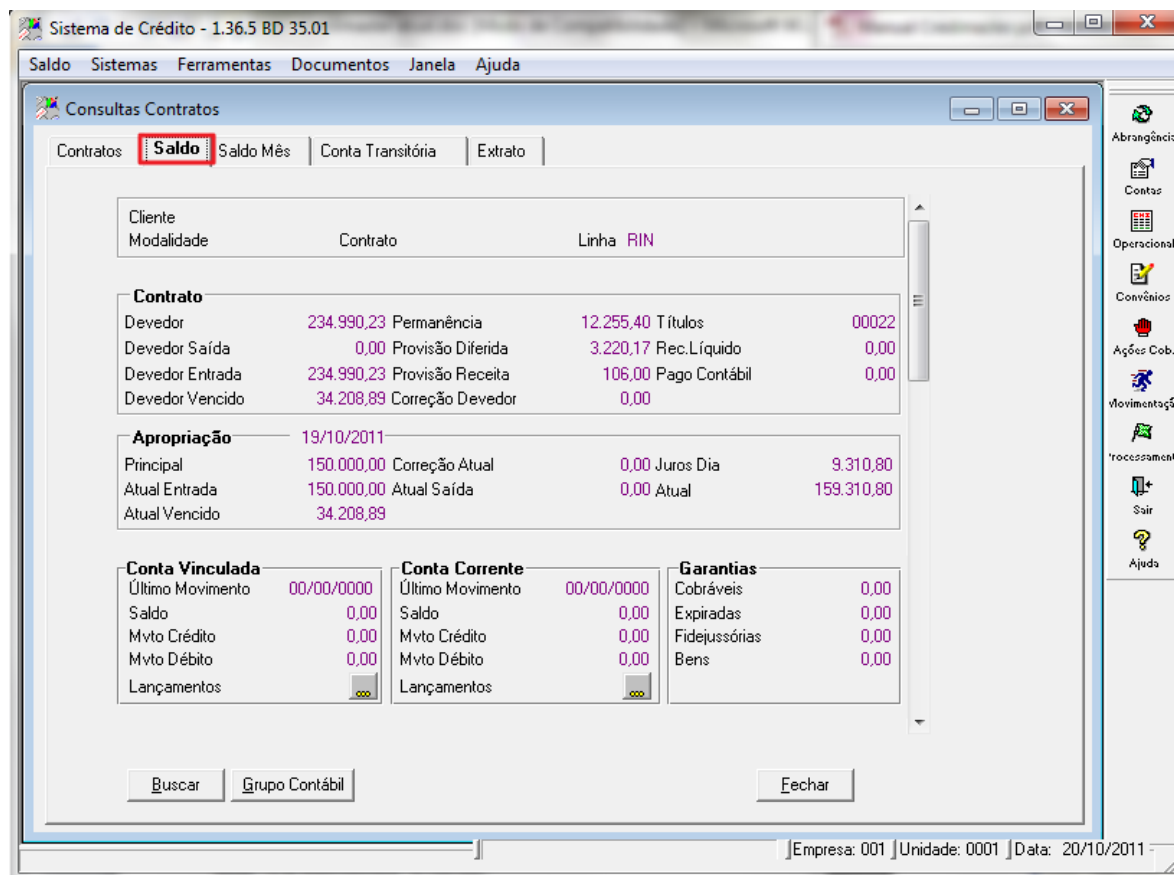 Sistema de Crédito - 1.36.5 BD 35.01
Saldo Sistemas Ferramentas Documentos Janela Ajuda
Consultas Contratos
Contratos Saldo Saldo Mês Conta Transitória Extrato
Cliente
Modalidade Contrato Linha RIN
Contrato
Devedor 234.990,23 Permanência 12.255,40 Títulos 00022
Devedor Saída 0,00 Provisão Diferida 3.220,17 Rec.Líquido 0,00
Devedor Entrada 234.990,23 Provisão Receita 106,00 Pago Contábil 0,00
Devedor Vencido 34.208,89 Correção Devedor 0,00
Apropriação 19/10/2011
Principal 150.000,00 Correção Atual 0,00 Juros Dia 9.310,80
Atual Entrada 150.000,00 Atual Saída 0,00 Atual 159.310,80
Atual Vencido 34.208,89
Conta Vinculada Conta Corrente Garantias
Último Movimento 00/00/0000 Último Movimento 00/00/0000 Cobráveis 0,00
Saldo 0,00 Saldo 0,00 Expiradas 0,00
Mvto Crédito 0,00 Mvto Crédito 0,00 Fidejussórias 0,00
Mvto Débito 0,00 Mvto Débito 0,00 Bens 0,00
Lançamentos Lançamentos
Buscar Grupo Contábil Fechar
Empresa: 001 Unidade: 0001 Data: 20/10/2011
Abrangência
Contas
Operacional
Convênios
Ações Cob.
Movimentaçã
Processament
Sair
Ajuda